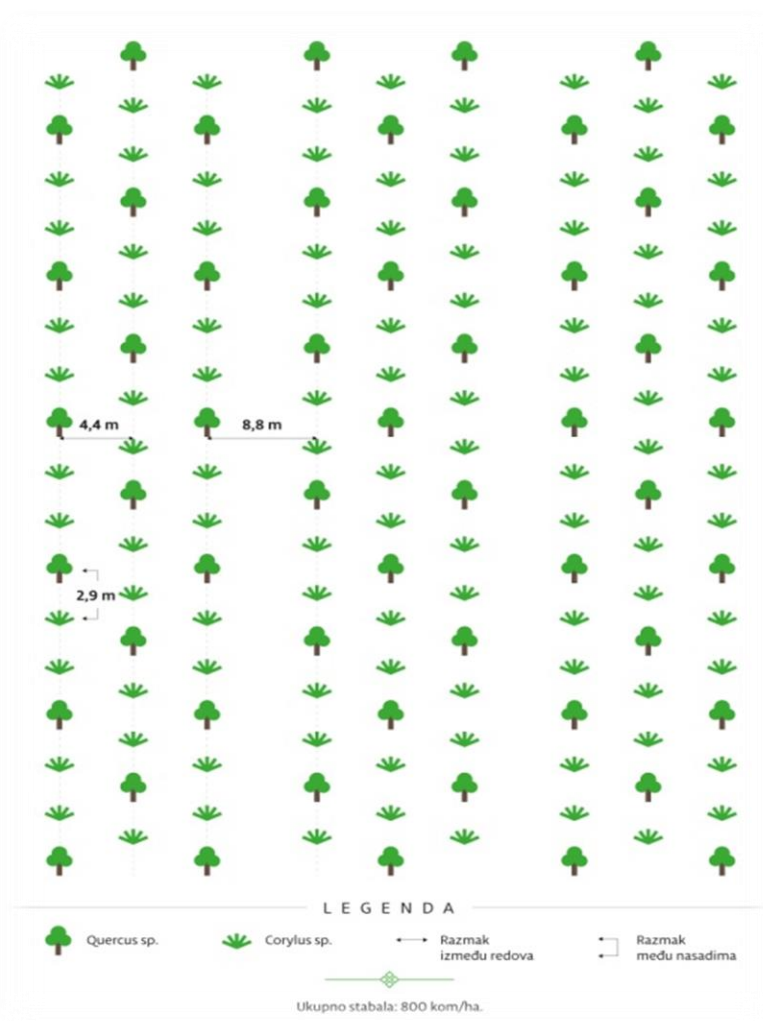 4,4 m
8,8 m
2,9 m
LEGENDA
Quercus sp.
Corylus sp.
Razmak
između redova
Razmak
među nasadima
Ukupno stabala: 800 kom/ha.